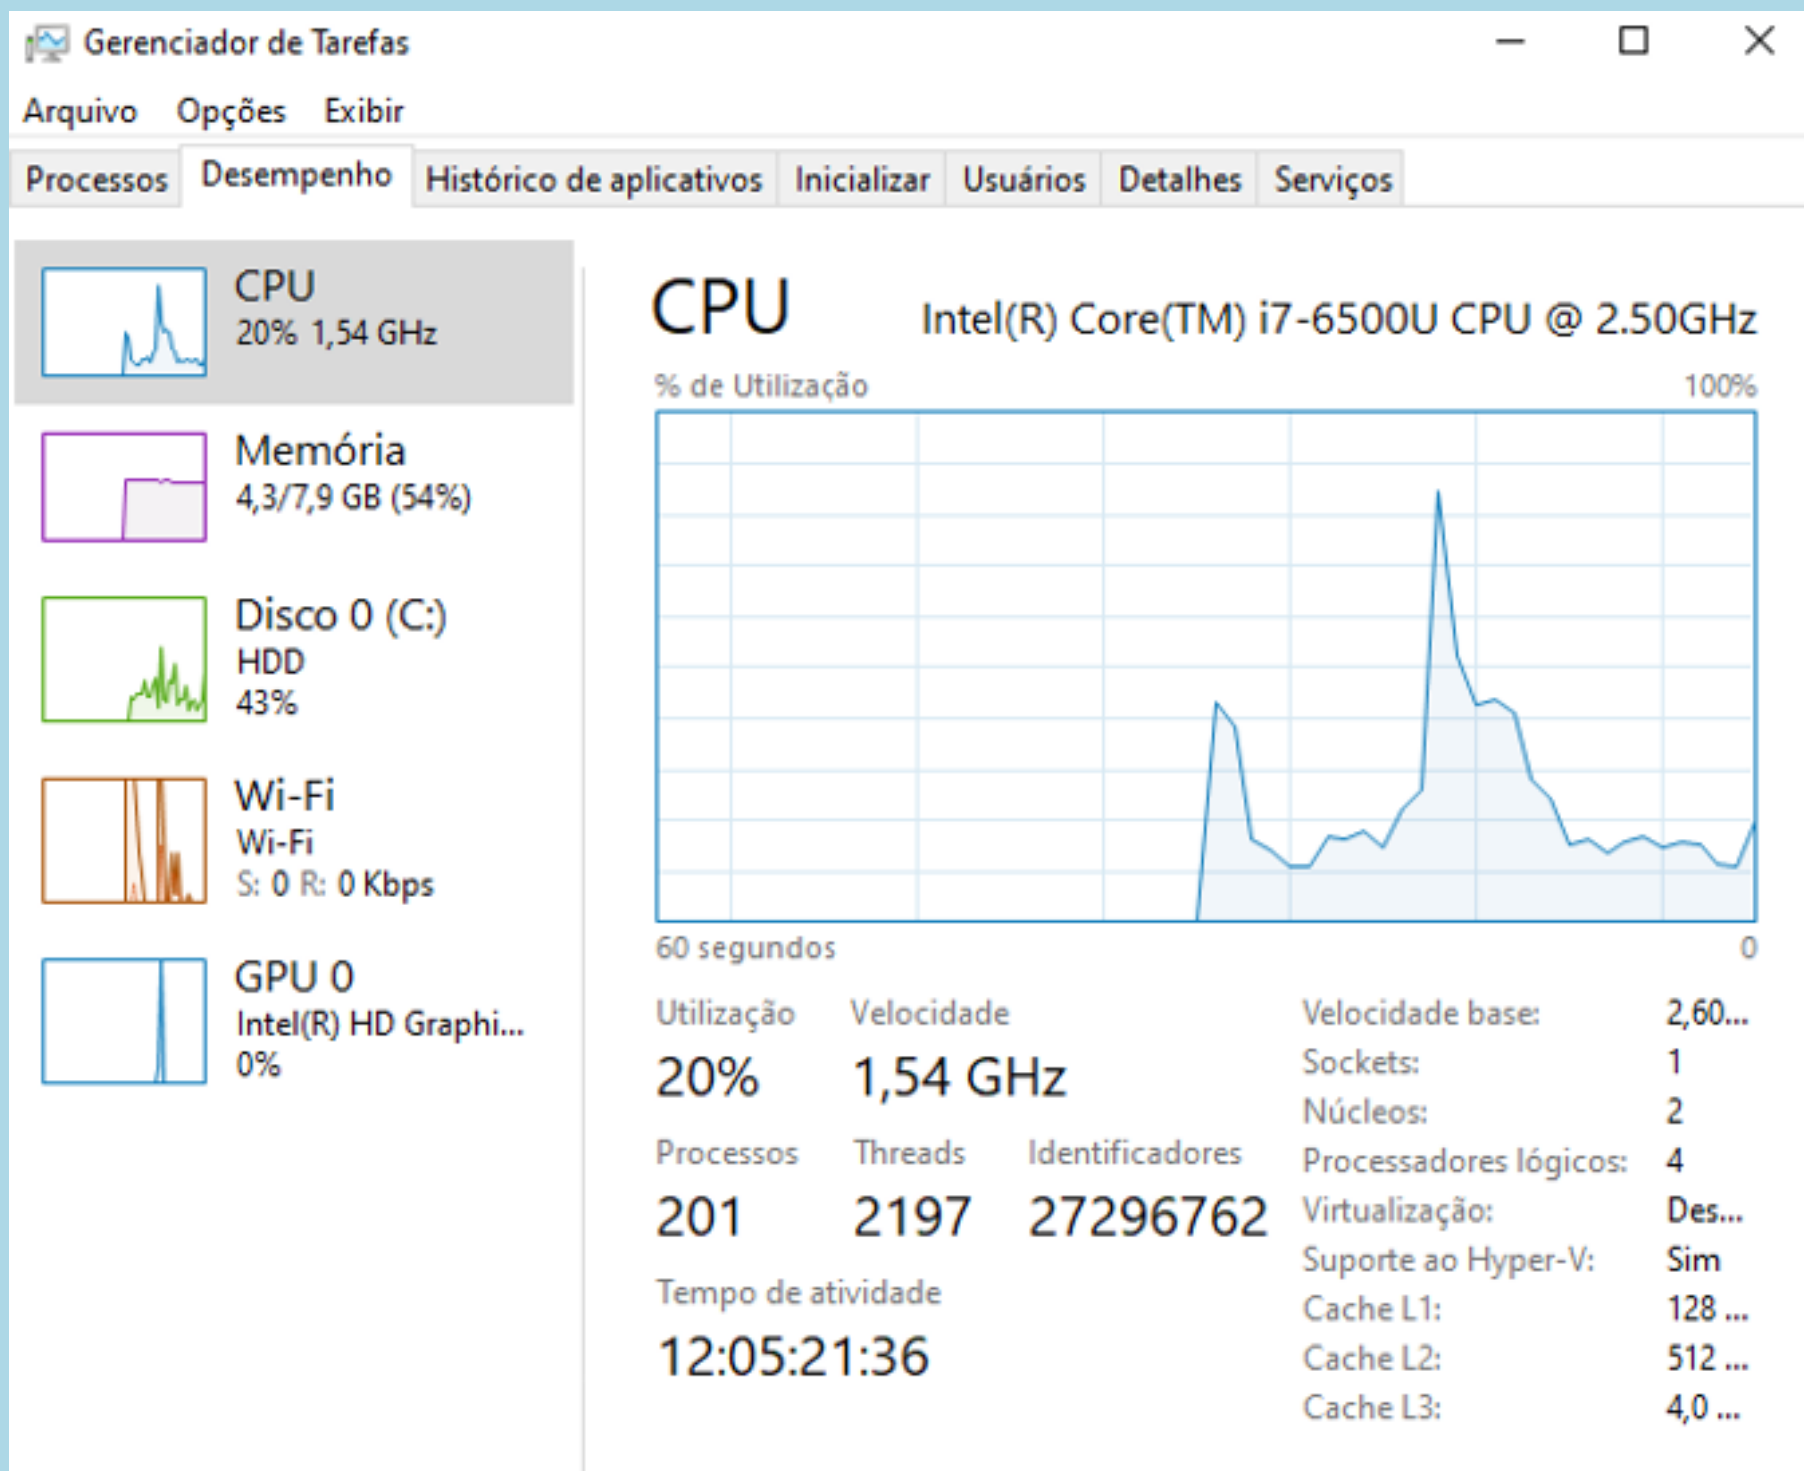 Gerenciador de Tarefas
Arquivo Opções Exibir
Processos Desempenho Histórico de aplicativos Inicializar Usuários Detalhes Serviços
CPU
20% 1,54 GHz
Memória
4,3/7,9 GB (54%)
Disco 0 (C:)
HDD
43%
Wi-Fi
Wi-Fi
S: 0 R: 0 Kbps
GPU 0
Intel(R) HD Graphi...
0%
CPU Intel(R) Core(TM) i7-6500U CPU @ 2.50GHz
% de Utilização 100%
60 segundos 0
Utilização Velocidade
20% 1,54 GHz
Processos Threads Identificadores
201 2197 27296762
Tempo de atividade
12:05:21:36
Velocidade base: 2,60...
Sockets: 1
Núcleos: 2
Processadores lógicos: 4
Virtualização: Des...
Suporte ao Hyper-V: Sim
Cache L1: 128 ...
Cache L2: 512 ...
Cache L3: 4,0 ...